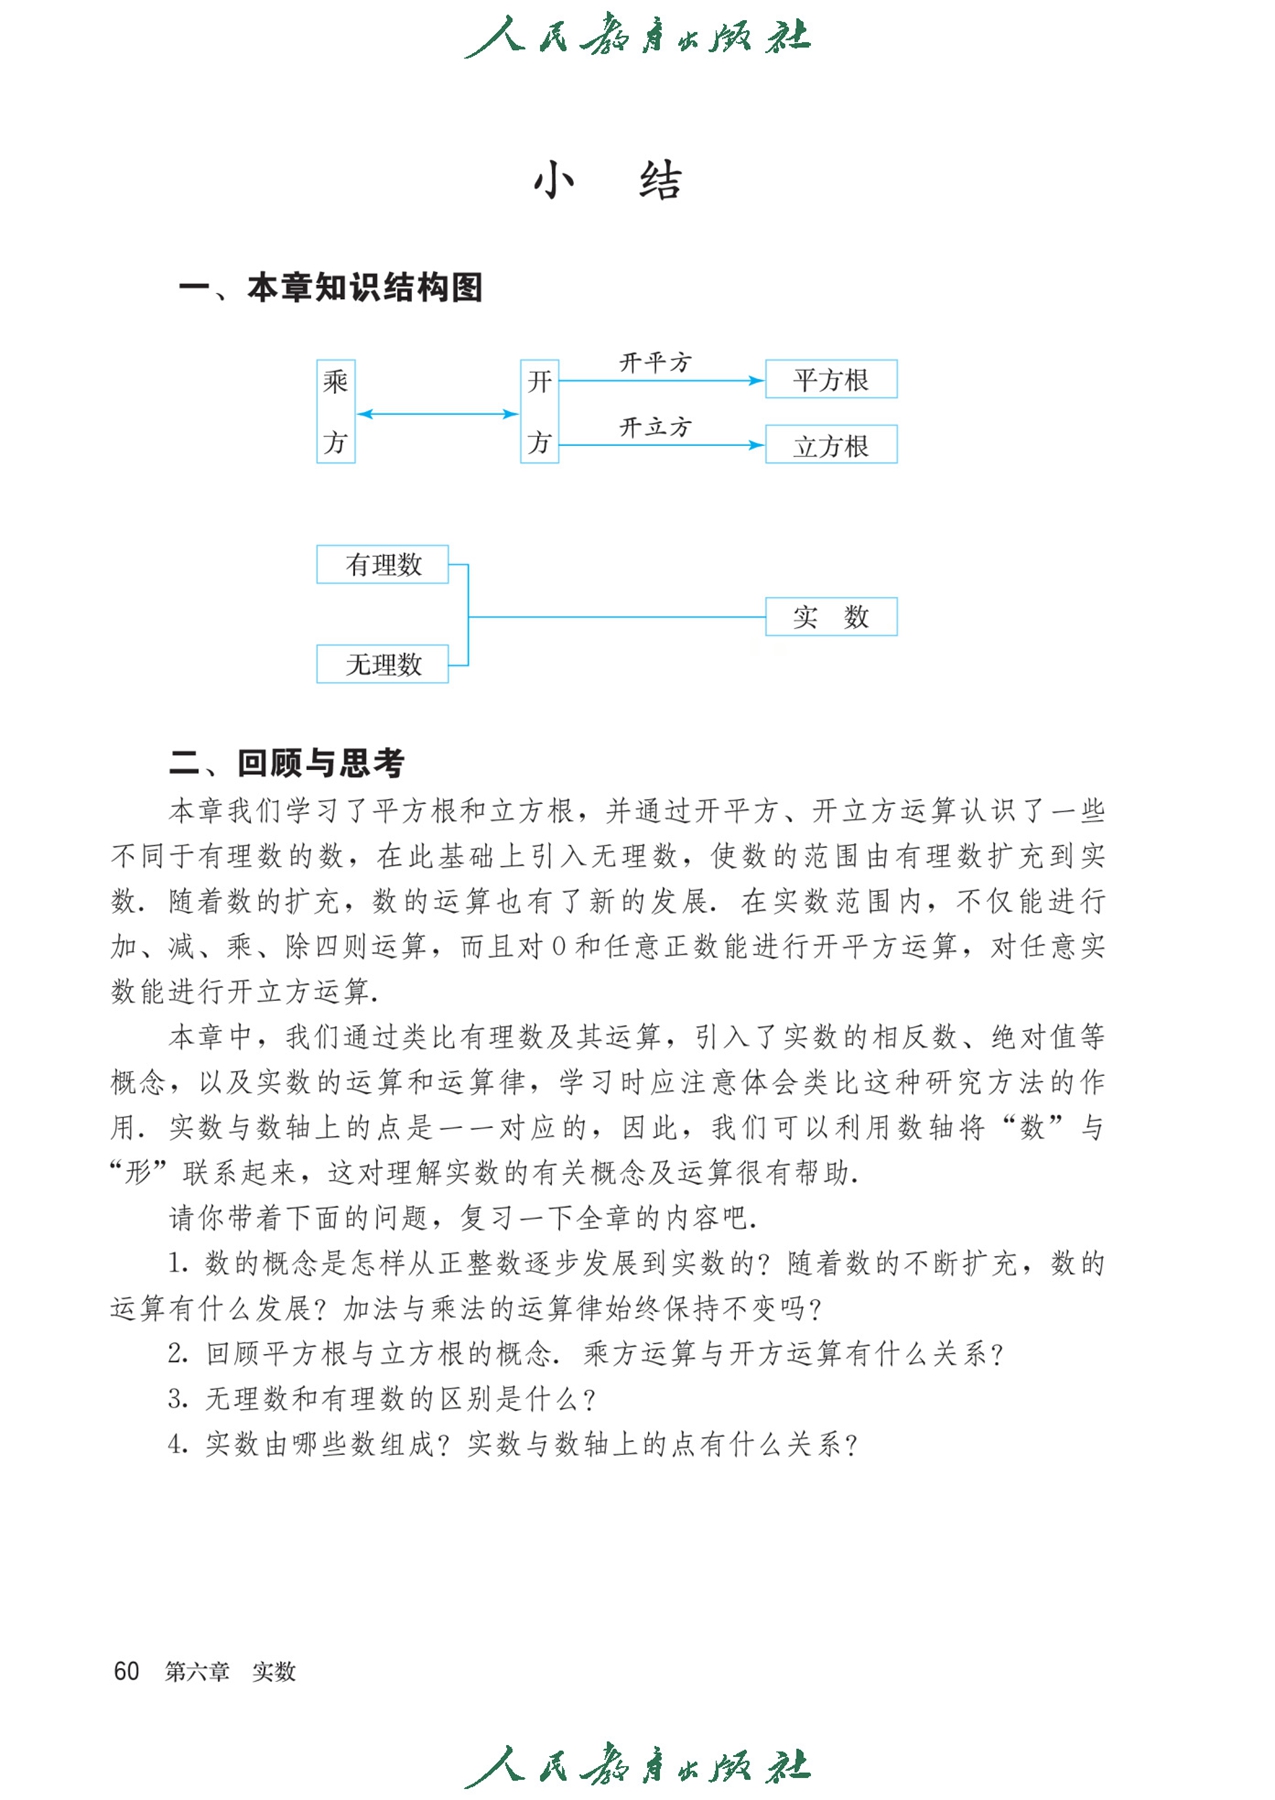 人民教育出版社
小 结
一、本章知识结构图
乘方
开方
开平方
平方根
开立方
立方根
有理数
实 数
无理数
二、回顾与思考
本章我们学习了平方根和立方根，并通过开平方、开立方运算认识了一些
不同于有理数的数，在此基础上引入无理数，使数的范围由有理数扩充到实
数．随着数的扩充，数的运算也有了新的发展．在实数范围内，不仅能进行
加、减、乘、除四则运算，而且对0和任意正数能进行开平方运算，对任意实
数能进行开立方运算．
本章中，我们通过类比有理数及其运算，引入了实数的相反数、绝对值等
概念，以及实数的运算和运算律，学习时应注意体会类比这种研究方法的作
用．实数与数轴上的点是一一对应的，因此，我们可以利用数轴将“数”与
“形”联系起来，这对理解实数的有关概念及运算很有帮助．
请你带着下面的问题，复习一下全章的内容吧．
1. 数的概念是怎样从正整数逐步发展到实数的？随着数的不断扩充，数的
运算有什么发展？加法与乘法的运算律始终保持不变吗？
2. 回顾平方根与立方根的概念．乘方运算与开方运算有什么关系？
3. 无理数和有理数的区别是什么？
4. 实数由哪些数组成？实数与数轴上的点有什么关系？
60 第六章 实数
人民教育出版社